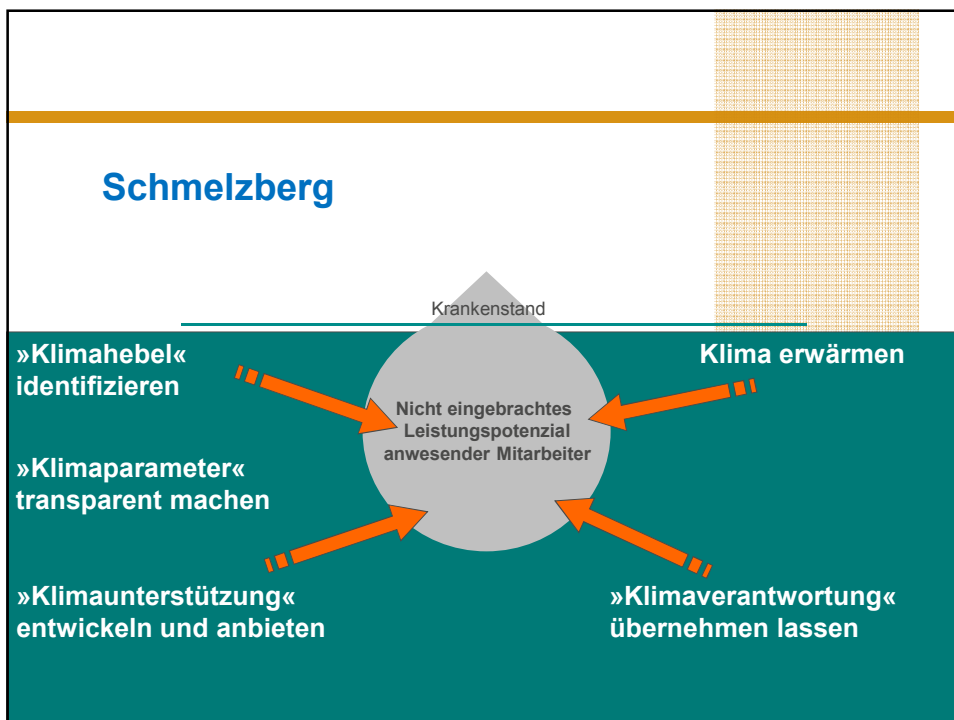 Schmelzberg
Krankenstand
»Klimahebel«
identifizieren
Klima erwärmen
Nicht eingebrachtes
Leistungspotenzial
anwesender Mitarbeiter
»Klimaparameter«
transparent machen
»Klimaunterstützung«
entwickeln und anbieten
»Klimaverantwortung«
übernehmen lassen